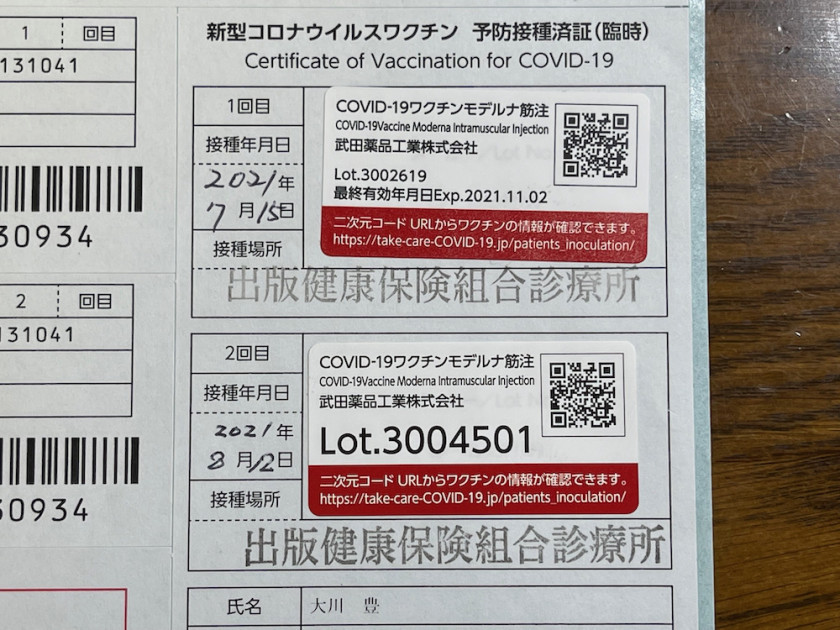 1 回目
131041
30934
2 回目
131041
30934
新型コロナウイルスワクチン 予防接種済証(臨時)
Certificate of Vaccination for COVID-19
1回目
接種年月日
2021年
7月15日
接種場所
COVID-19ワクチンモデルナ筋注
COVID-19Vaccine Moderna Intramuscular Injection
武田薬品工業株式会社
Lot.3002619
最終有効年月日Exp.2021.11.02
二次元コード URLからワクチンの情報が確認できます。
https://take-care-COVID-19.jp/patients_inoculation/
出版健康保険組合診療所
2回目
接種年月日
2021年
8月12日
接種場所
COVID-19ワクチンモデルナ筋注
COVID-19Vaccine Moderna Intramuscular Injection
武田薬品工業株式会社
Lot.3004501
二次元コード URLからワクチンの情報が確認できます。
https://take-care-COVID-19.jp/patients_inoculation/
出版健康保険組合診療所
氏名 大川 豊